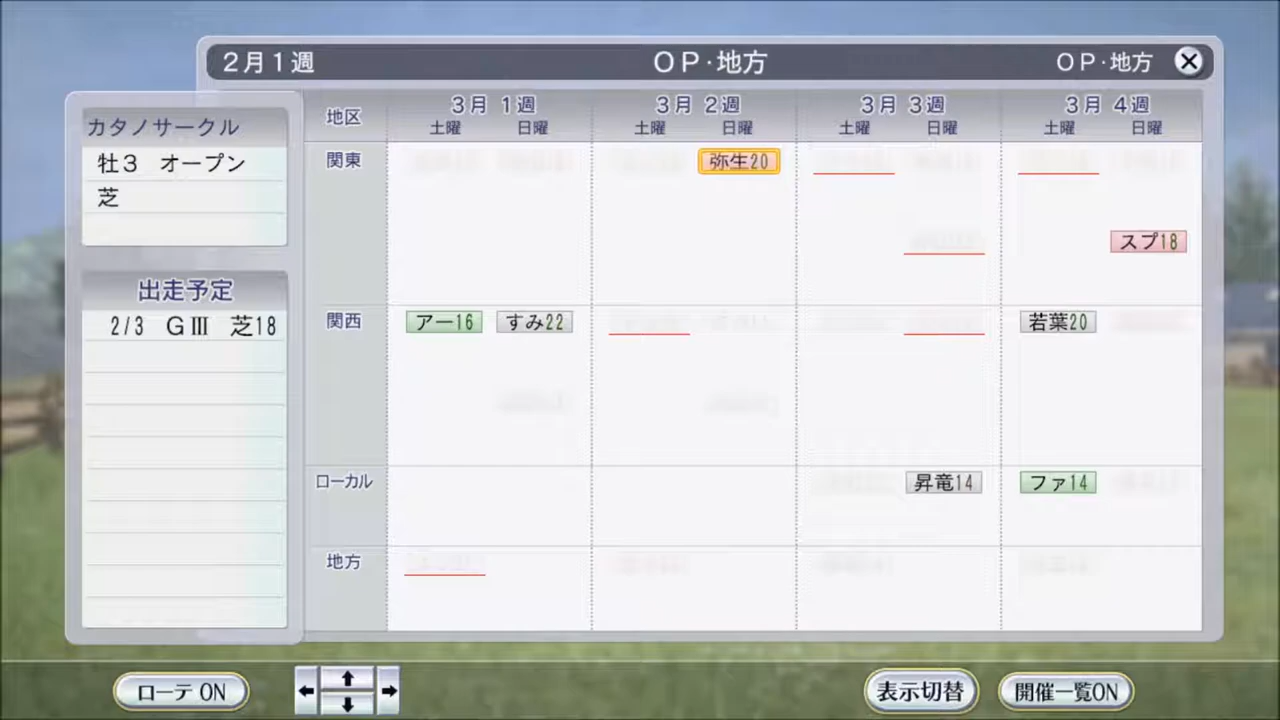 2月1週 OP·地方 OP·地方
カタノサークル
牡3 オープン
芝
出走予定
2/3 GⅢ 芝18
地区 3月 1週 3月 2週 3月 3週 3月 4週
土曜 日曜 土曜 日曜 土曜 日曜 土曜 日曜
関東 弥生20
スプ18
関西 アー16 すみ22 若葉20
ローカル 昇竜14 ファ14
地方
ローテ ON 表示切替 開催一覧ON